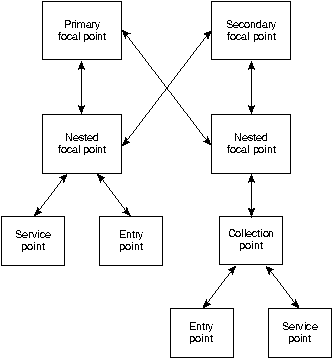 Primary
focal point
Secondary
focal point
Nested
focal point
Nested
focal point
Service
point
Entry
point
Collection
point
Entry
point
Service
point